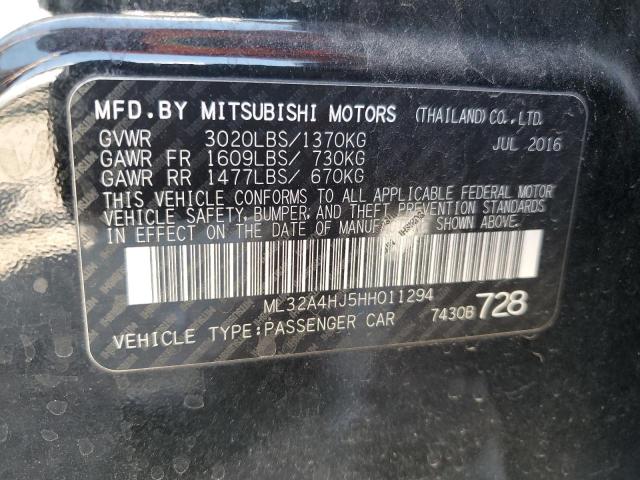 MFD.BY MITSUBISHI MOTORS (THAILAND)CO.,LTD.
GVWR 3020LBS/1370KG JUL 2016
GAWR FR 1609LBS/ 730KG
GAWR RR 1477LBS/ 670KG
THIS VEHICLE CONFORMS TO ALL APPLICABLE FEDERAL MOTOR
VEHICLE SAFETY, BUMPER, AND THEFT PREVENTION STANDARDS
IN EFFECT ON THE DATE OF MANUFACTURE SHOWN ABOVE.
ML32A4HJ5HH011294
VEHICLE TYPE:PASSENGER CAR 7430B 728